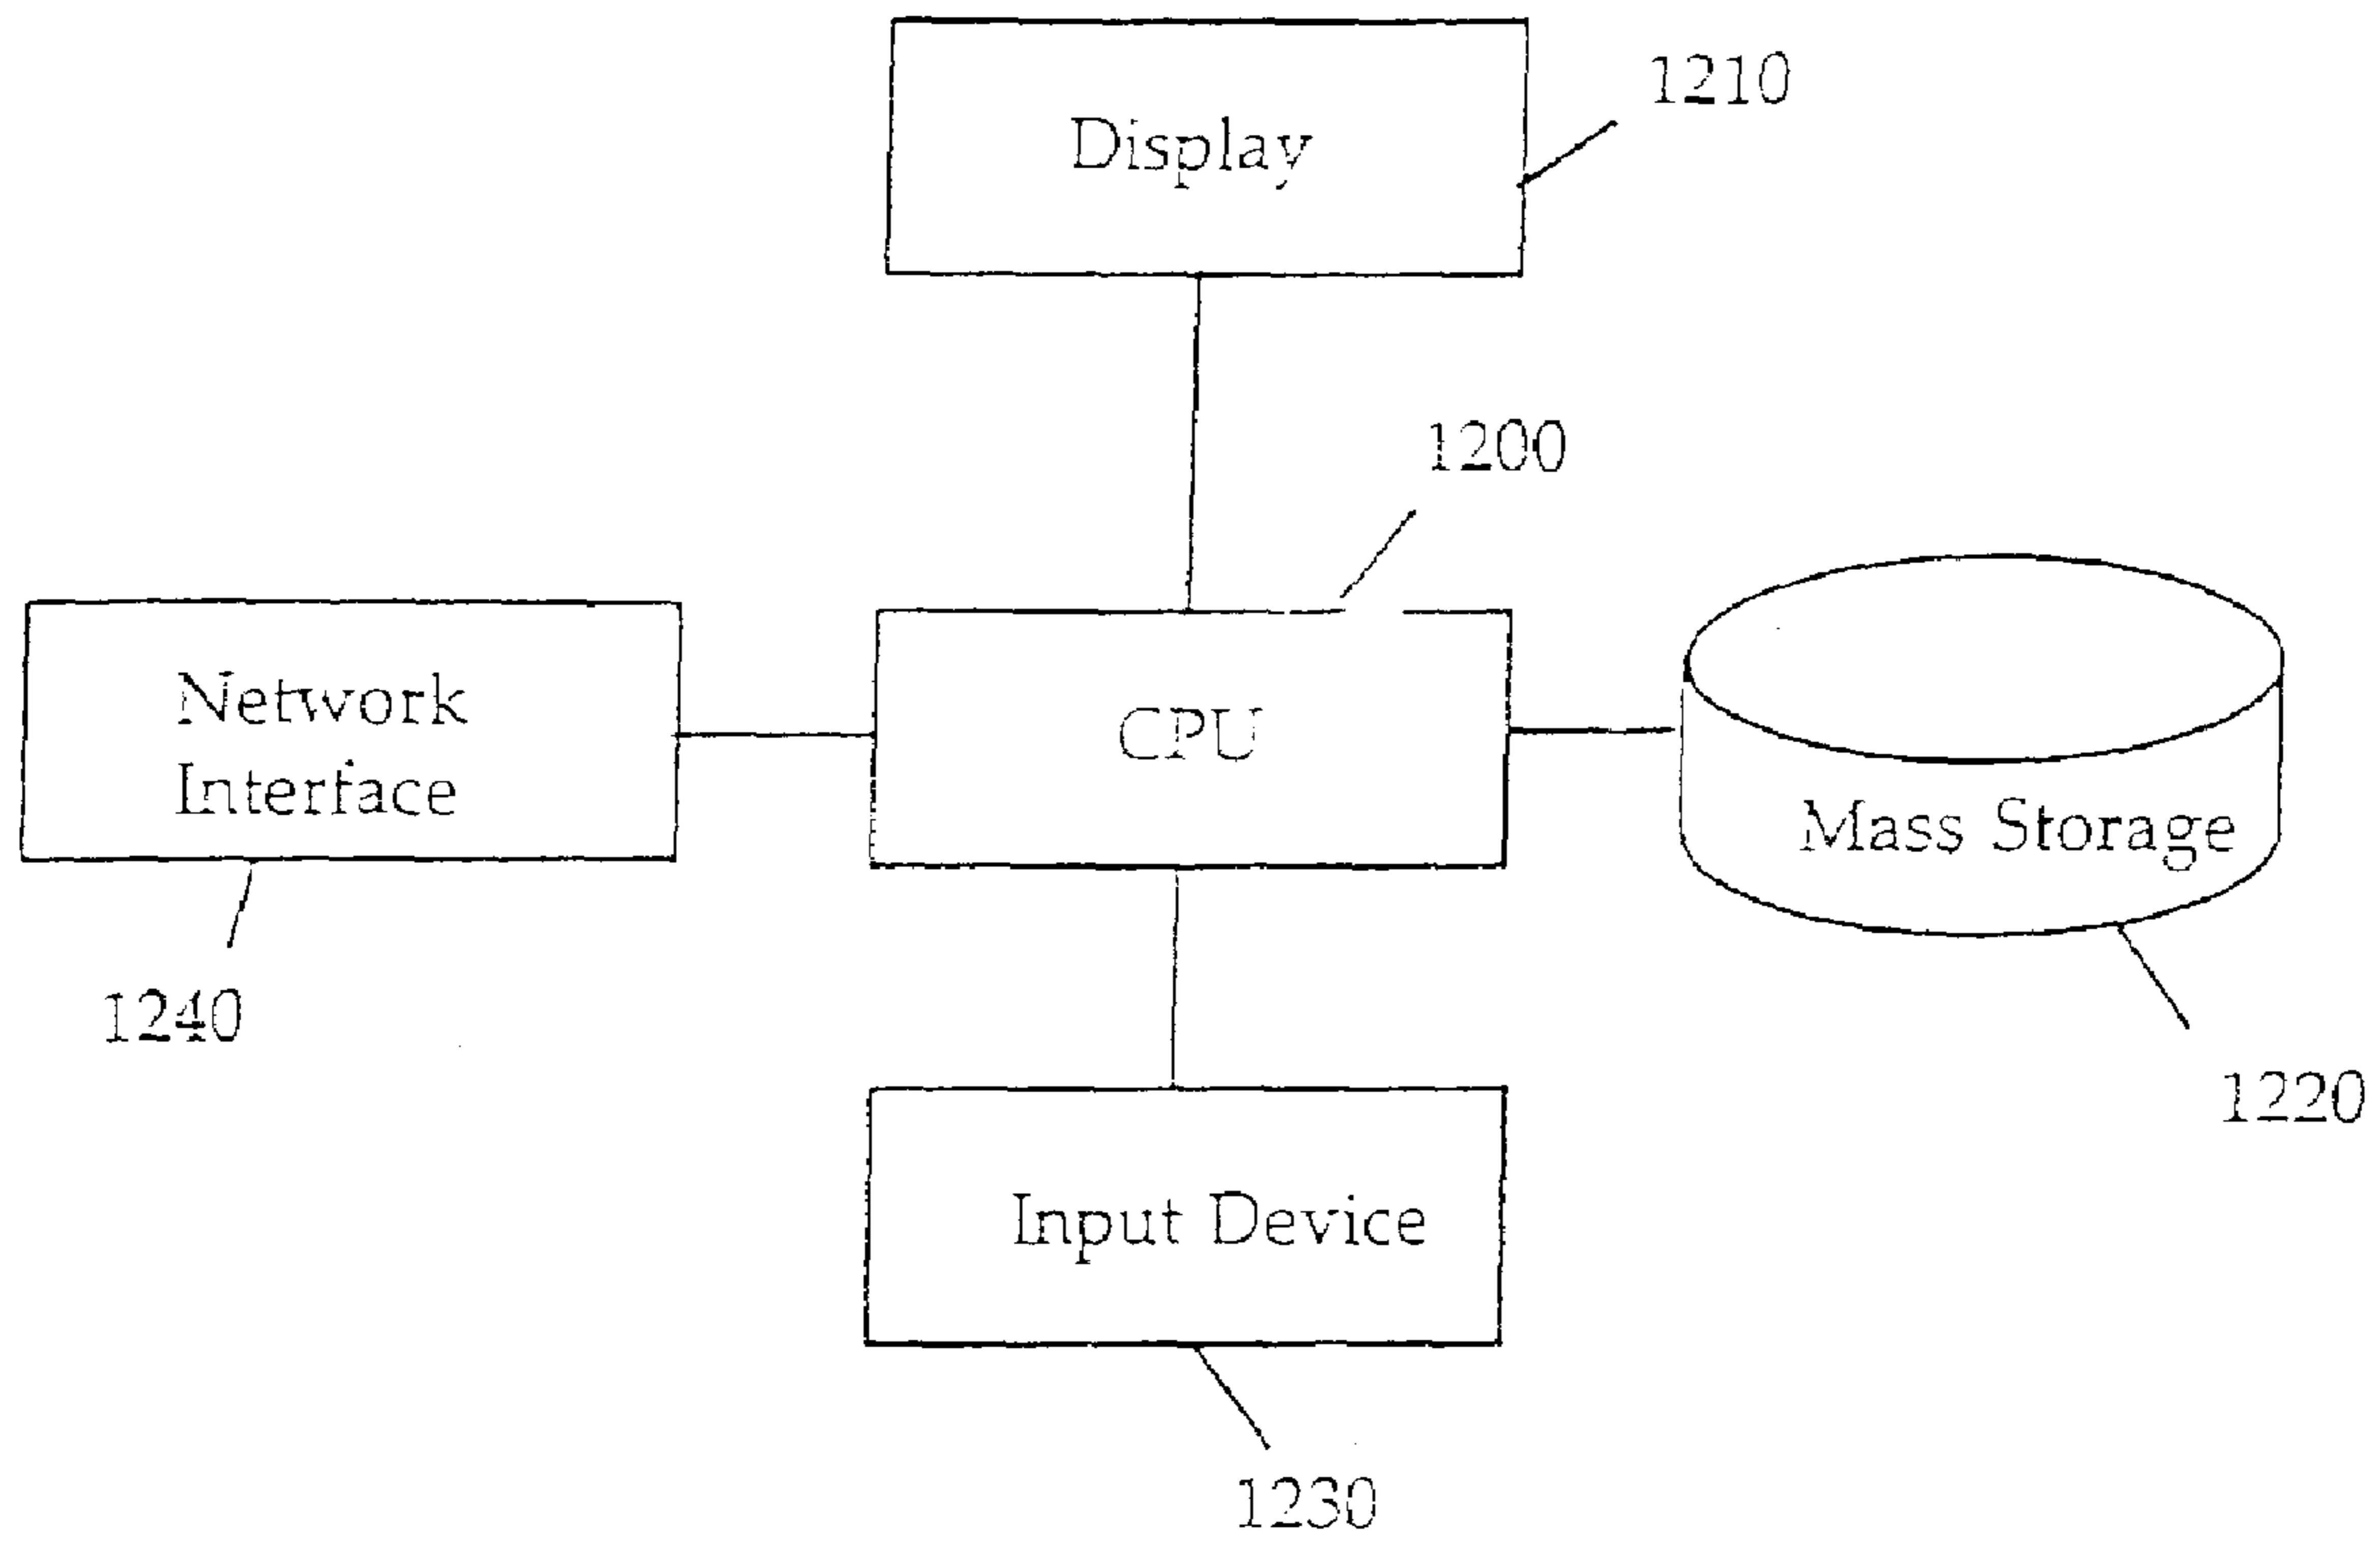 Display
1210
1200
Network
Interface
CPU
Mass Storage
1240
1220
Input Device
1230